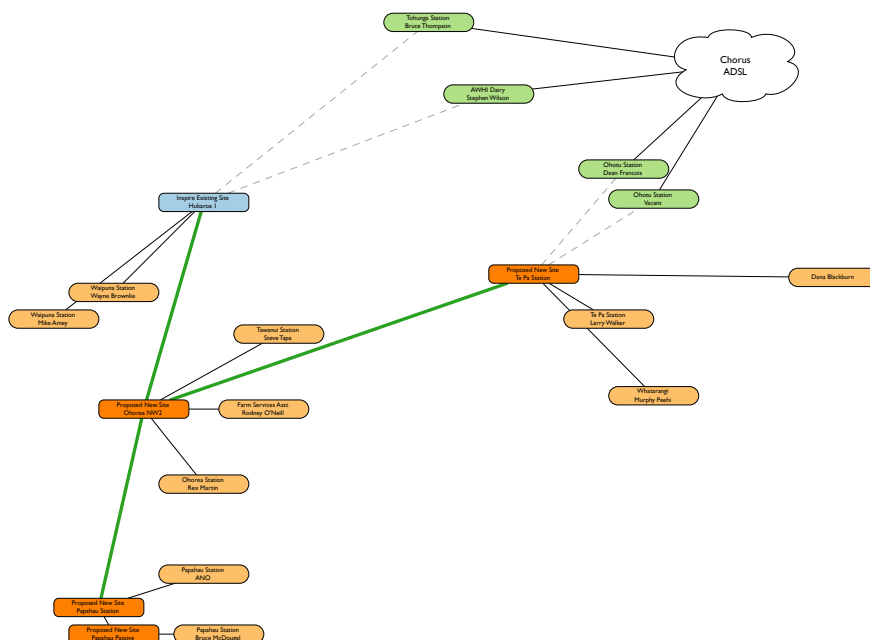 Tohunga Station
Bruce Thompson
Chorus
ADSL
AWHI Dairy
Stephen Wilson
Ohotu Station
Dean Francois
Ohotu Station
Vacant
Inspire Existing Site
Hukaroa 1
Proposed New Site
Te Pa Station
Dana Blackburn
Waipuna Station
Wayne Brownlie
Waipuna Station
Mike Amey
Te Pa Station
Larry Walker
Tawanui Station
Steve Tapa
Whatarangi
Murphy Peehi
Proposed New Site
Ohorea NW2
Farm Services Asst
Rodney O'Neill
Ohorea Station
Rex Martin
Papahau Station
ANO
Proposed New Site
Papahau Station
Proposed New Site
Papahau Passive
Papahau Station
Bruce McDougal